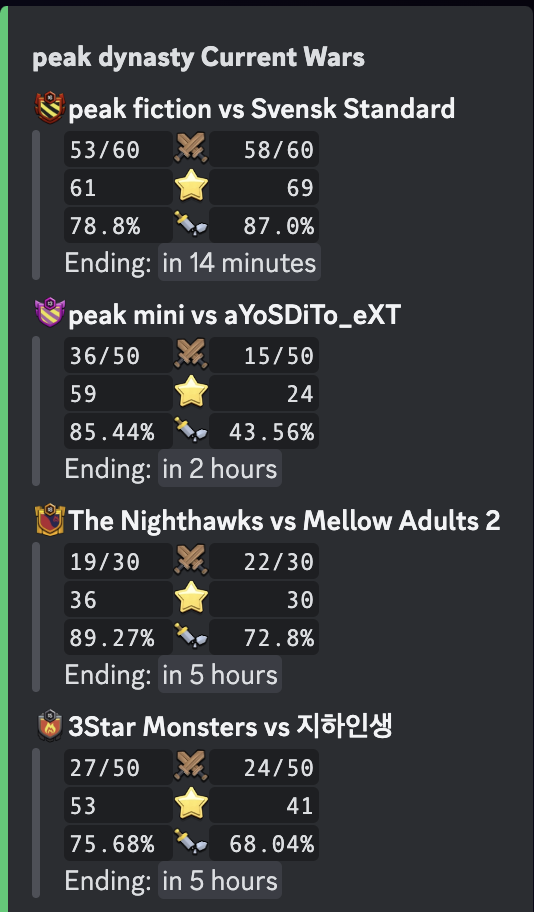 peak dynasty Current Wars
peak fiction vs Svensk Standard
53/60 58/60
61 69
78.8% 87.0%
Ending: in 14 minutes
peak mini vs aYoSDiTo_eXT
36/50 15/50
59 24
85.44% 43.56%
Ending: in 2 hours
The Nighthawks vs Mellow Adults 2
19/30 22/30
36 30
89.27% 72.8%
Ending: in 5 hours
3Star Monsters vs 지하인생
27/50 24/50
53 41
75.68% 68.04%
Ending: in 5 hours